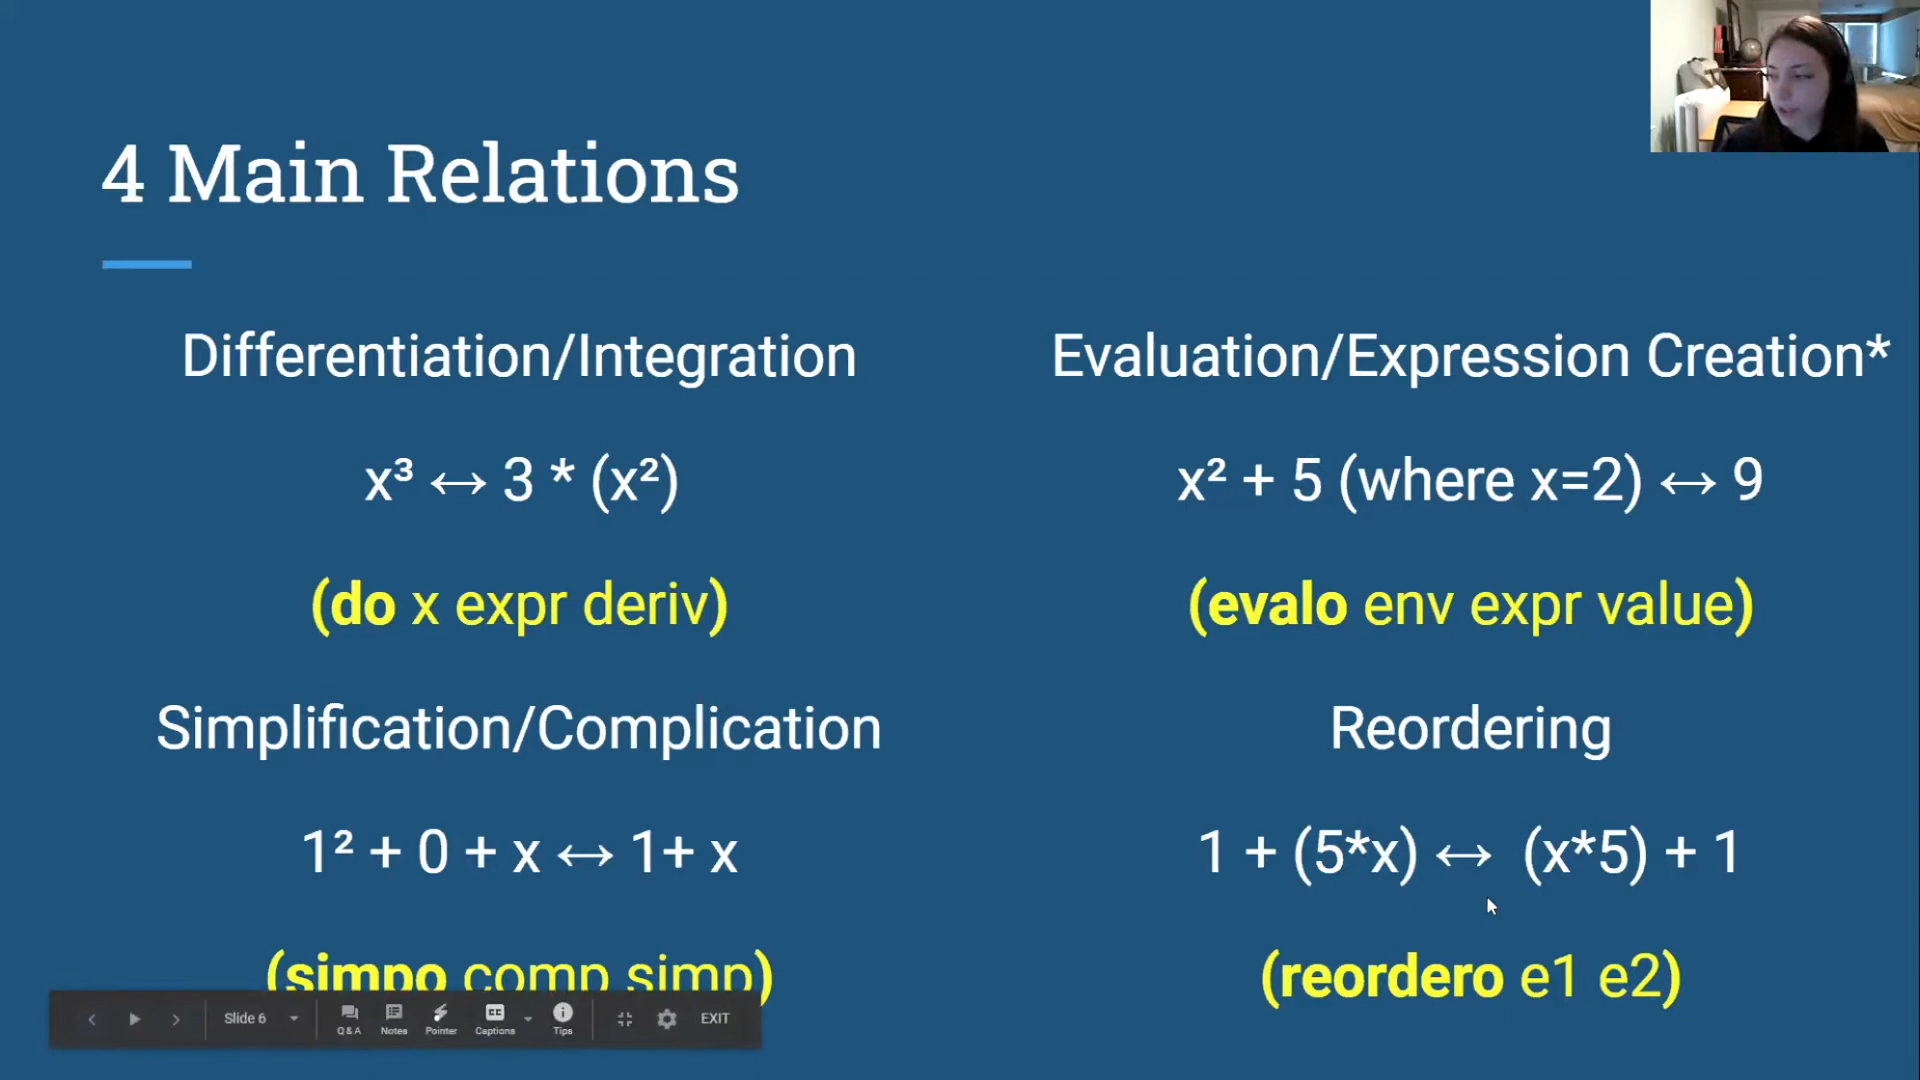 4 Main Relations
Differentiation/Integration
x³ ↔ 3 * (x²)
(do x expr deriv)
Simplification/Complication
1² + 0 + x ↔ 1+ x
(simpo comp simp)
Evaluation/Expression Creation*
x² + 5 (where x=2) ↔ 9
(evalo env expr value)
Reordering
1 + (5*x) ↔ (x*5) + 1
(reordero e1 e2)
Slide 6
Q & A
Notes
Pointer
CC
Captions
Tips
EXIT